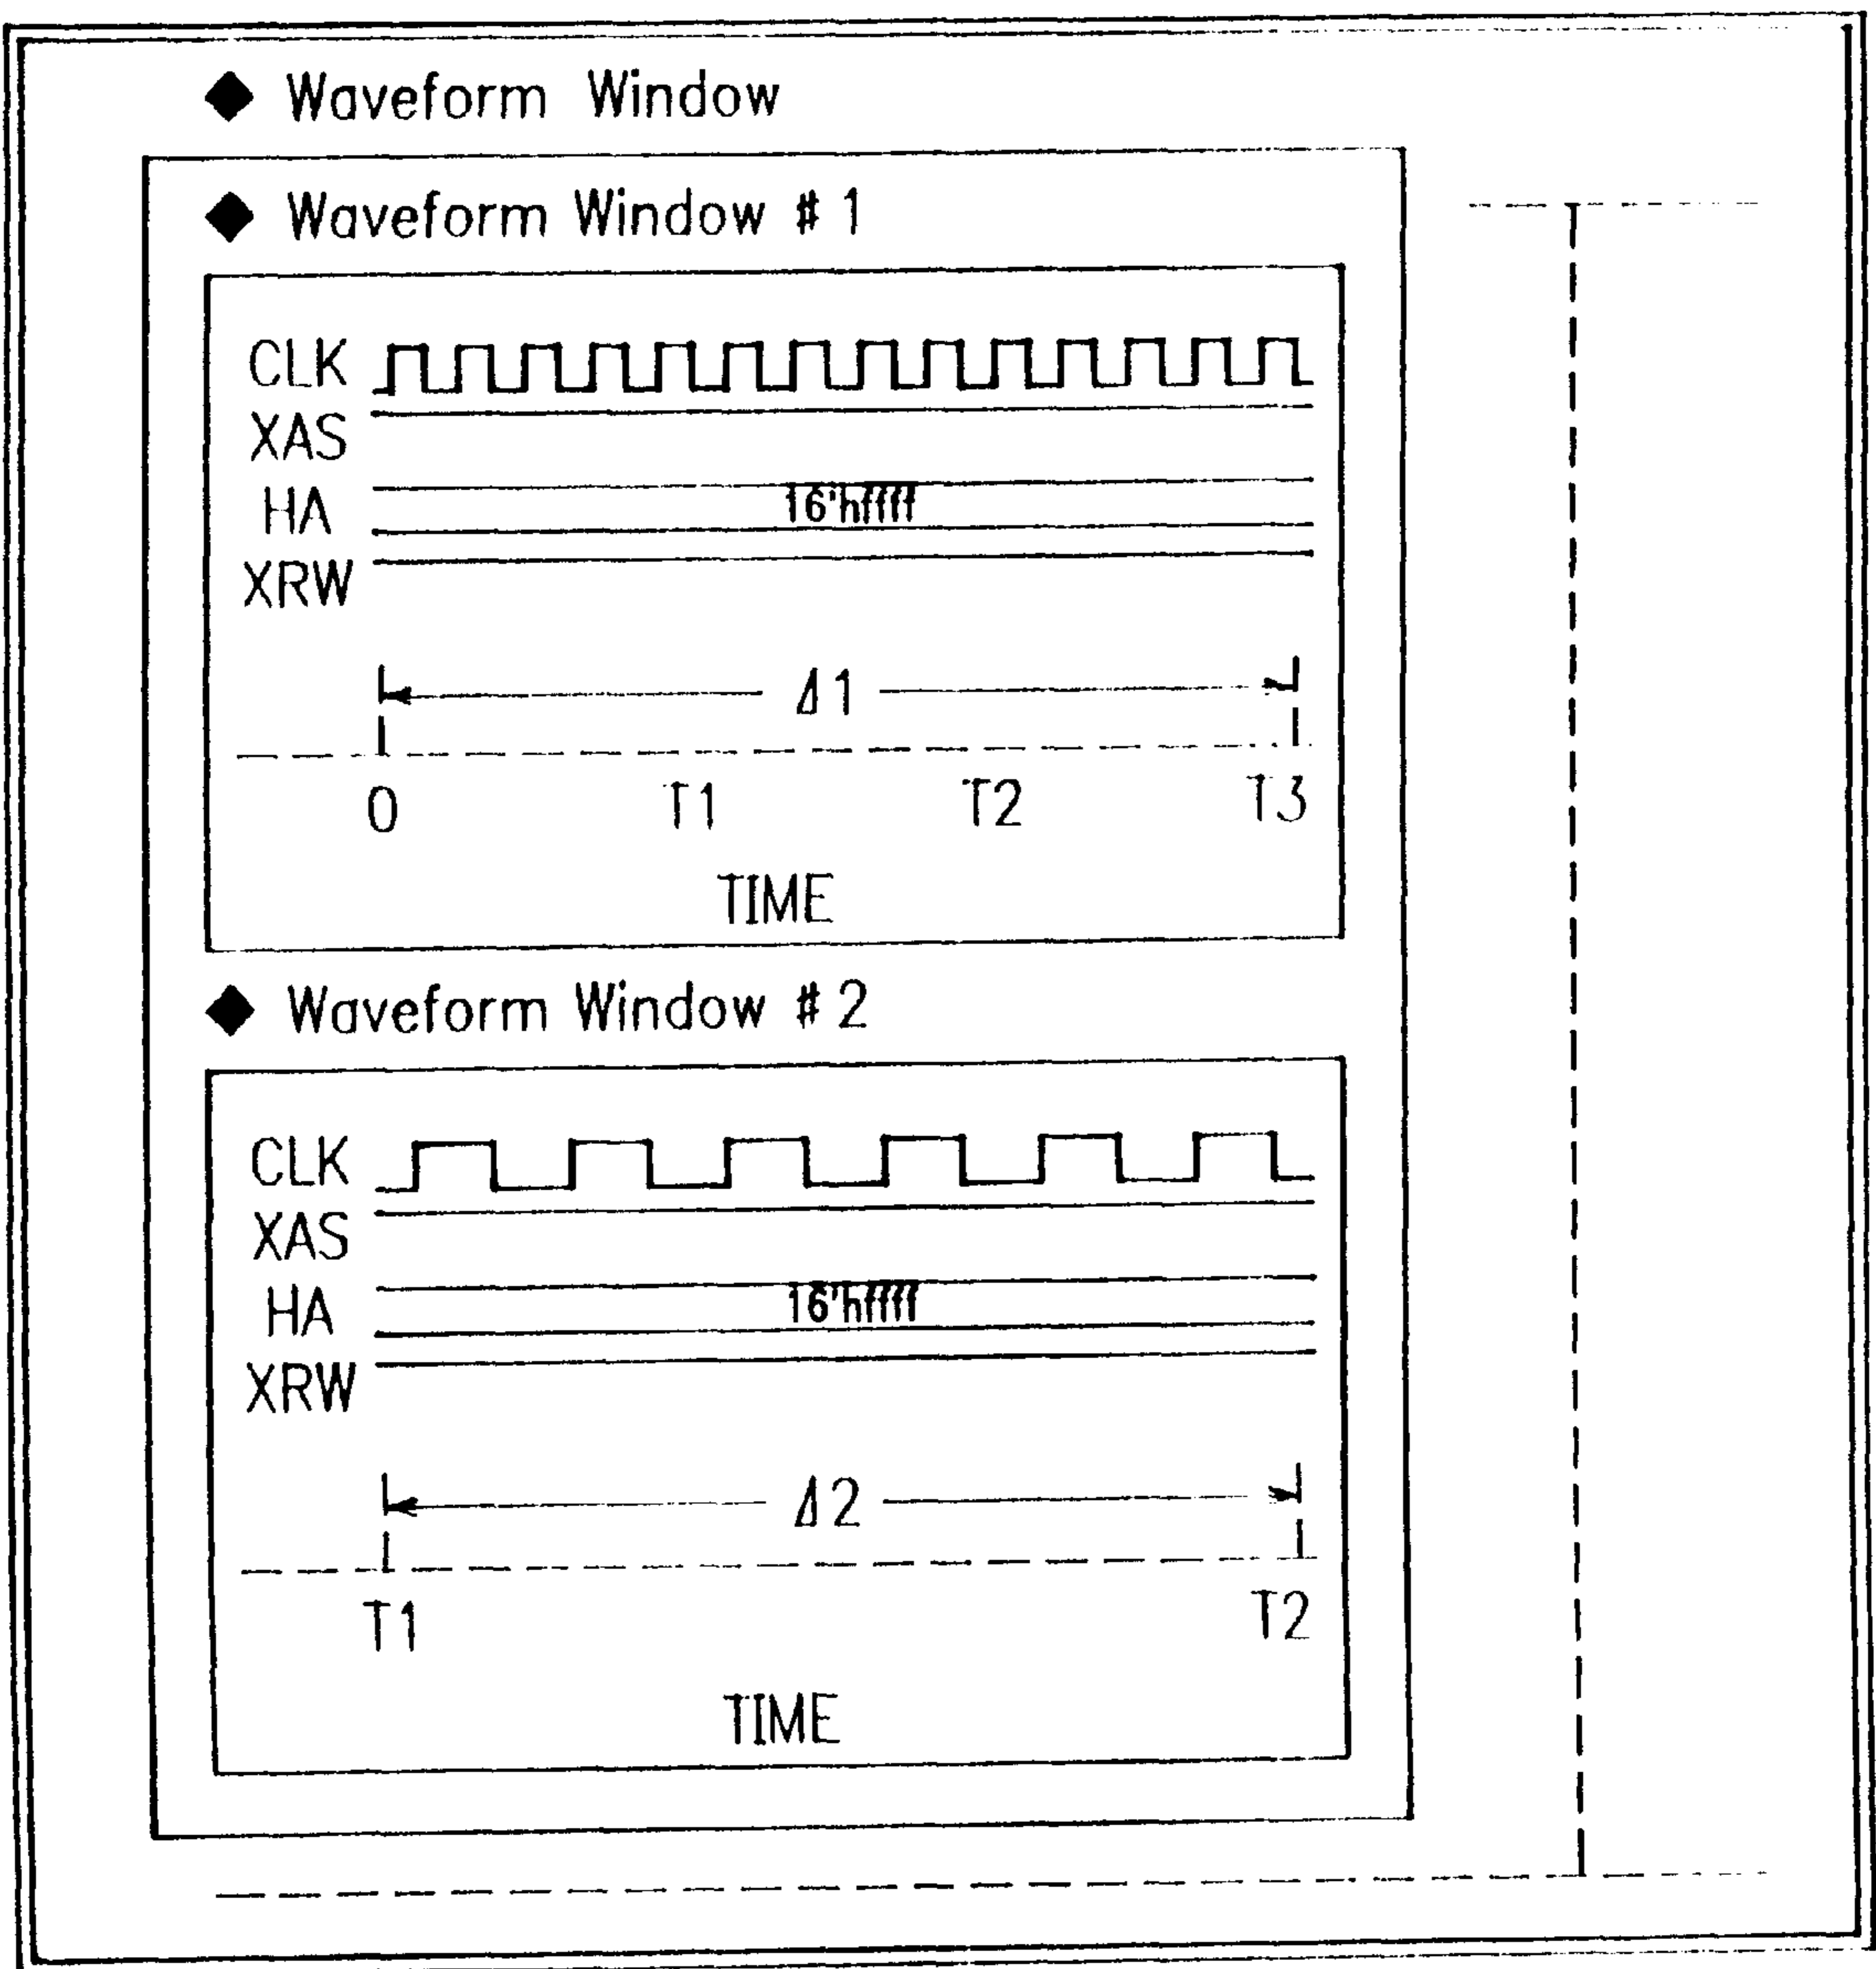 ◆ Waveform Window
◆ Waveform Window #1
CLK
XAS
HA 16'hffff
XRW
Δ1
0 T1 T2 T3
TIME
◆ Waveform Window #2
CLK
XAS
HA 16'hffff
XRW
Δ2
T1 T2
TIME